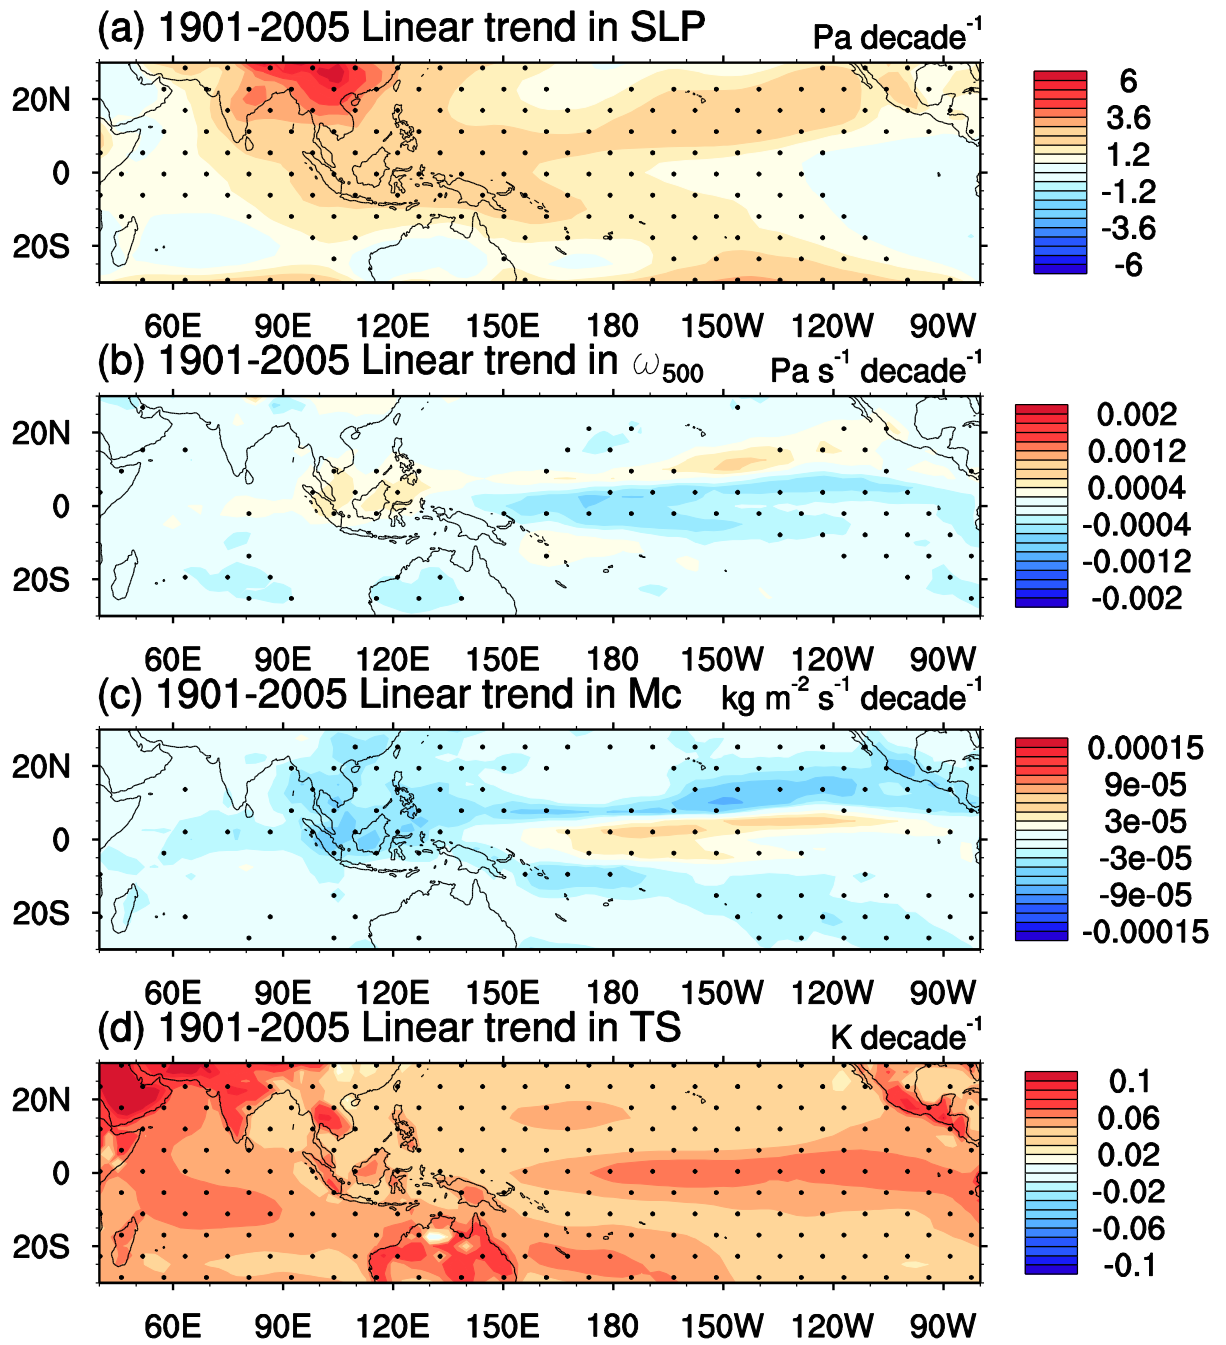 (a) 1901-2005 Linear trend in SLP Pa decade⁻¹
20N
0
20S
60E 90E 120E 150E 180 150W 120W 90W
6
3.6
1.2
-1.2
-3.6
-6
(b) 1901-2005 Linear trend in ω₅₀₀ Pa s⁻¹ decade⁻¹
20N
0
20S
60E 90E 120E 150E 180 150W 120W 90W
0.002
0.0012
0.0004
-0.0004
-0.0012
-0.002
(c) 1901-2005 Linear trend in Mc kg m⁻² s⁻¹ decade⁻¹
20N
0
20S
60E 90E 120E 150E 180 150W 120W 90W
0.00015
9e-05
3e-05
-3e-05
-9e-05
-0.00015
(d) 1901-2005 Linear trend in TS K decade⁻¹
20N
0
20S
60E 90E 120E 150E 180 150W 120W 90W
0.1
0.06
0.02
-0.02
-0.06
-0.1